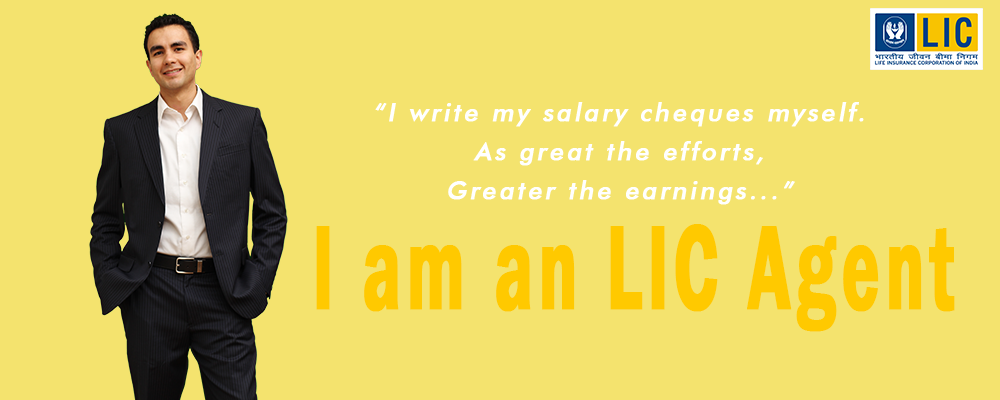 LIC
भारतीय जीवन बीमा निगम
LIFE INSURANCE CORPORATION OF INDIA
“I write my salary cheques myself.
As great the efforts,
Greater the earnings...”
I am an LIC Agent